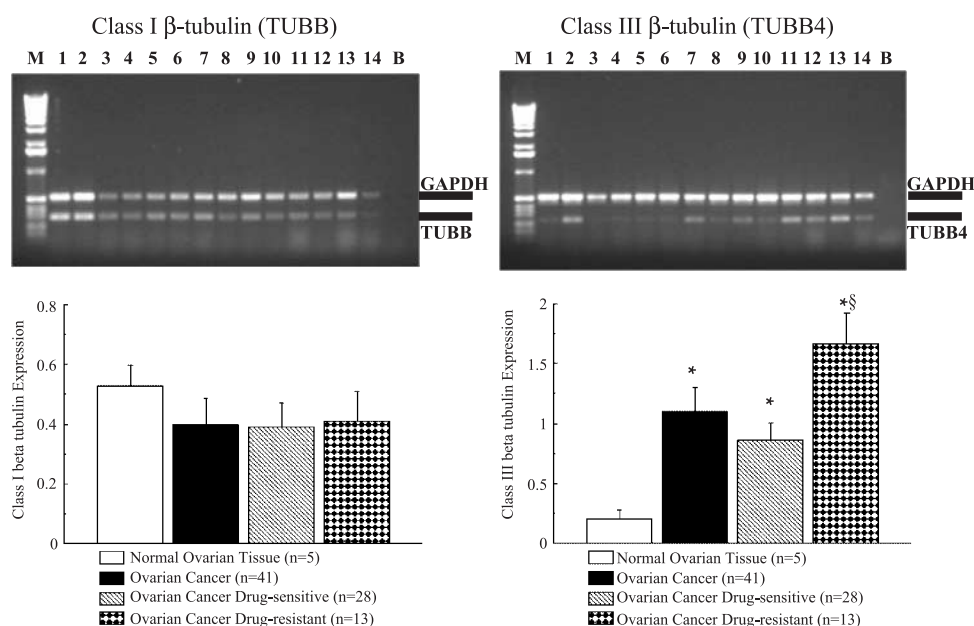 Class I β-tubulin (TUBB)
M 1 2 3 4 5 6 7 8 9 10 11 12 13 14 B
GAPDH
TUBB
Class III β-tubulin (TUBB4)
M 1 2 3 4 5 6 7 8 9 10 11 12 13 14 B
GAPDH
TUBB4
Class I beta tubulin Expression
0.8
0.6
0.4
0.2
0
Normal Ovarian Tissue (n=5)
Ovarian Cancer (n=41)
Ovarian Cancer Drug-sensitive (n=28)
Ovarian Cancer Drug-resistant (n=13)
Class III beta tubulin Expression
2
1.5
1
0.5
0
*
*
*§
Normal Ovarian Tissue (n=5)
Ovarian Cancer (n=41)
Ovarian Cancer Drug-sensitive (n=28)
Ovarian Cancer Drug-resistant (n=13)